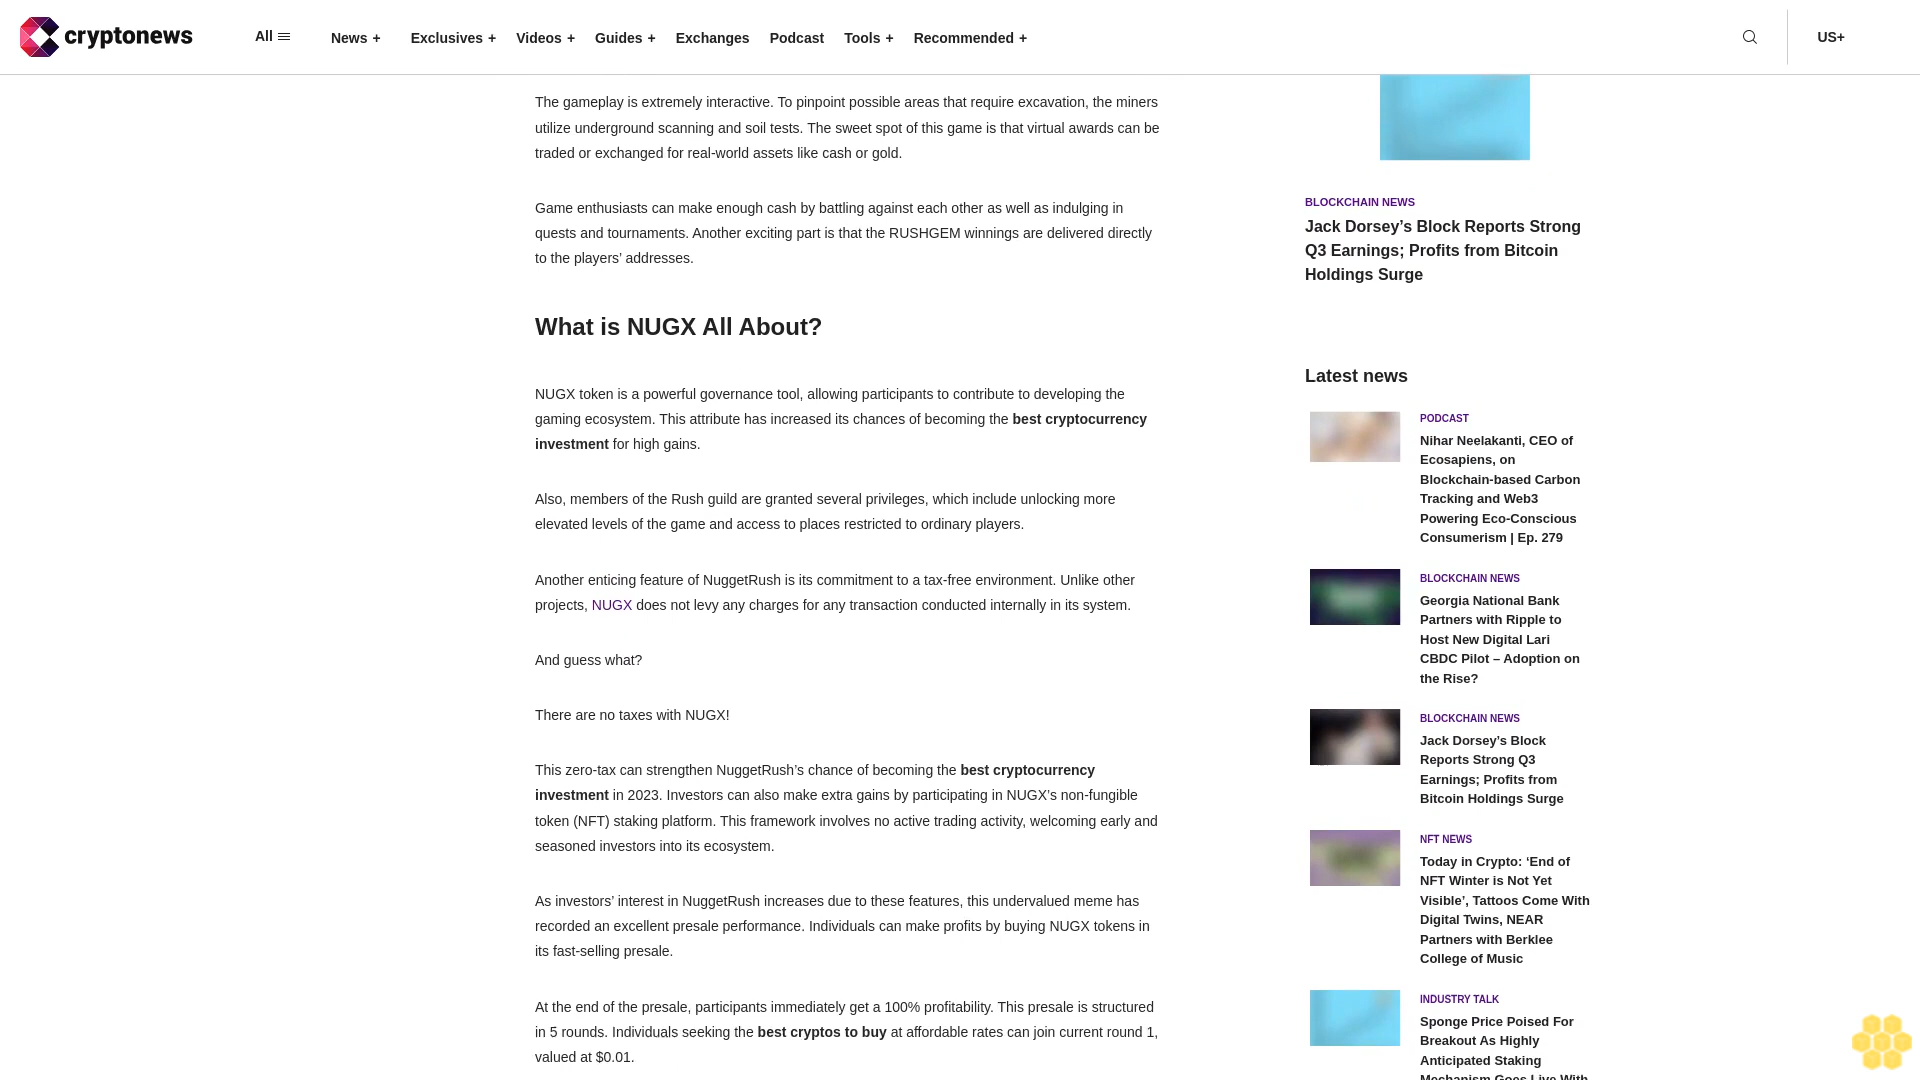 cryptonews
All
News +
Exclusives +
Videos +
Guides +
Exchanges
Podcast
Tools +
Recommended +
US+
The gameplay is extremely interactive. To pinpoint possible areas that require excavation, the miners
utilize underground scanning and soil tests. The sweet spot of this game is that virtual awards can be
traded or exchanged for real-world assets like cash or gold.
Game enthusiasts can make enough cash by battling against each other as well as indulging in
quests and tournaments. Another exciting part is that the RUSHGEM winnings are delivered directly
to the players’ addresses.
What is NUGX All About?
NUGX token is a powerful governance tool, allowing participants to contribute to developing the
gaming ecosystem. This attribute has increased its chances of becoming the best cryptocurrency
investment for high gains.
Also, members of the Rush guild are granted several privileges, which include unlocking more
elevated levels of the game and access to places restricted to ordinary players.
Another enticing feature of NuggetRush is its commitment to a tax-free environment. Unlike other
projects, NUGX does not levy any charges for any transaction conducted internally in its system.
And guess what?
There are no taxes with NUGX!
This zero-tax can strengthen NuggetRush’s chance of becoming the best cryptocurrency
investment in 2023. Investors can also make extra gains by participating in NUGX’s non-fungible
token (NFT) staking platform. This framework involves no active trading activity, welcoming early and
seasoned investors into its ecosystem.
As investors’ interest in NuggetRush increases due to these features, this undervalued meme has
recorded an excellent presale performance. Individuals can make profits by buying NUGX tokens in
its fast-selling presale.
At the end of the presale, participants immediately get a 100% profitability. This presale is structured
in 5 rounds. Individuals seeking the best cryptos to buy at affordable rates can join current round 1,
valued at $0.01.
BLOCKCHAIN NEWS
Jack Dorsey’s Block Reports Strong
Q3 Earnings; Profits from Bitcoin
Holdings Surge
Latest news
PODCAST
Nihar Neelakanti, CEO of
Ecosapiens, on
Blockchain-based Carbon
Tracking and Web3
Powering Eco-Conscious
Consumerism | Ep. 279
BLOCKCHAIN NEWS
Georgia National Bank
Partners with Ripple to
Host New Digital Lari
CBDC Pilot – Adoption on
the Rise?
BLOCKCHAIN NEWS
Jack Dorsey’s Block
Reports Strong Q3
Earnings; Profits from
Bitcoin Holdings Surge
NFT NEWS
Today in Crypto: ‘End of
NFT Winter is Not Yet
Visible’, Tattoos Come With
Digital Twins, NEAR
Partners with Berklee
College of Music
INDUSTRY TALK
Sponge Price Poised For
Breakout As Highly
Anticipated Staking
Mechanism Goes Live With